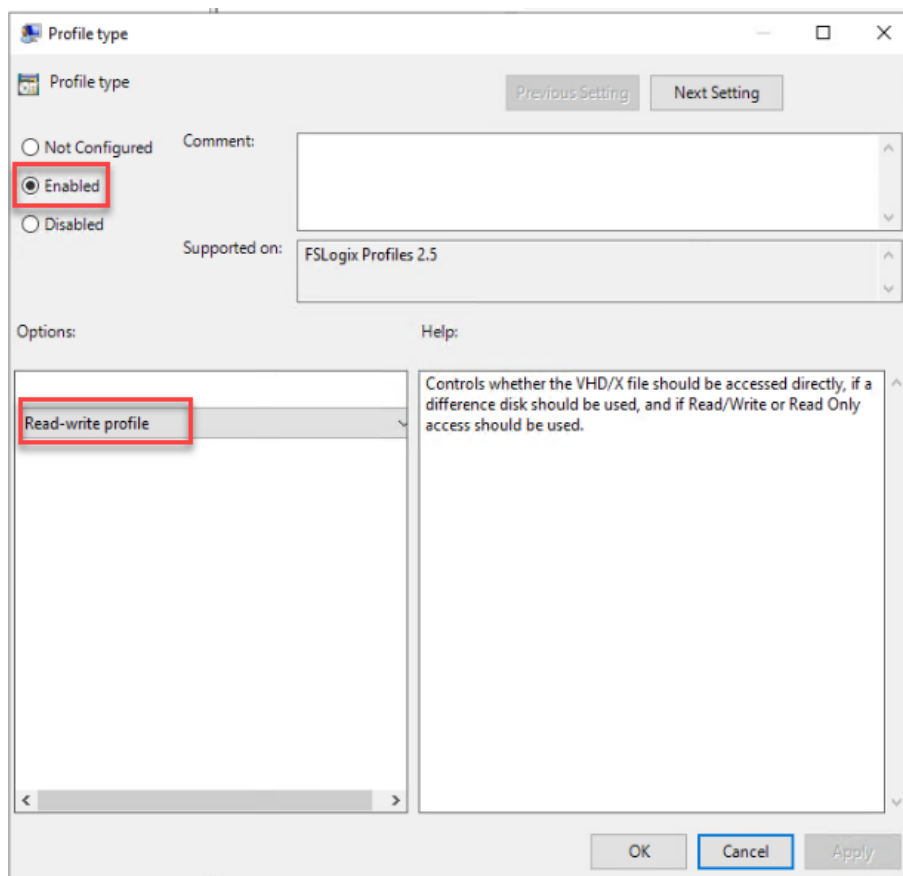 Profile type
Profile type
Previous Setting
Next Setting
Not Configured
Comment:
Enabled
Disabled
Supported on:
FSLogix Profiles 2.5
Options:
Help:
Read-write profile
Controls whether the VHD/X file should be accessed directly, if a
difference disk should be used, and if Read/Write or Read Only
access should be used.
OK
Cancel
Apply